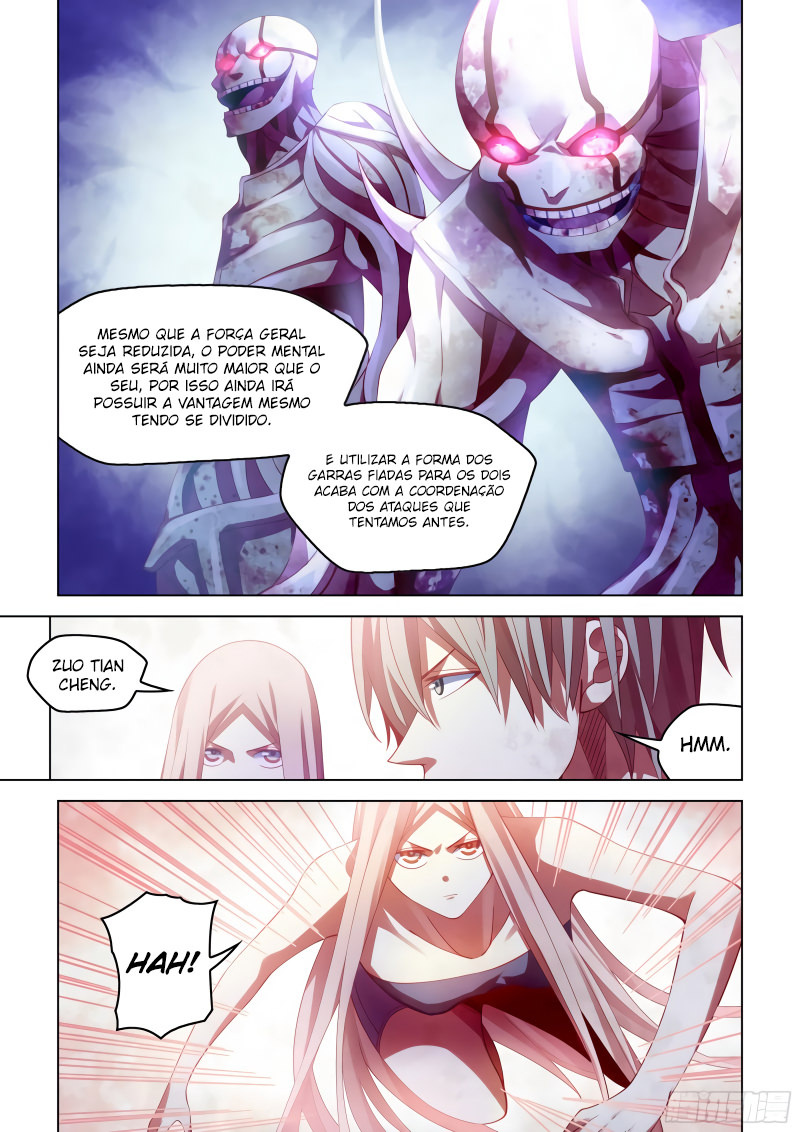 MESMO QUE A FORÇA GERAL
SEJA REDUZIDA, O PODER MENTAL
AINDA SERÁ MUITO MAIOR QUE O
SEU, POR ISSO AINDA IRÁ
POSSUIR A VANTAGEM MESMO
TENDO SE DIVIDIDO.
E UTILIZAR A FORMA DOS
GARRAS FIADAS PARA OS DOIS
ACABA COM A COORDENAÇÃO
DOS ATAQUES QUE
TENTAMOS ANTES.
ZUO TIAN
CHENG.
HMM.
HAH!